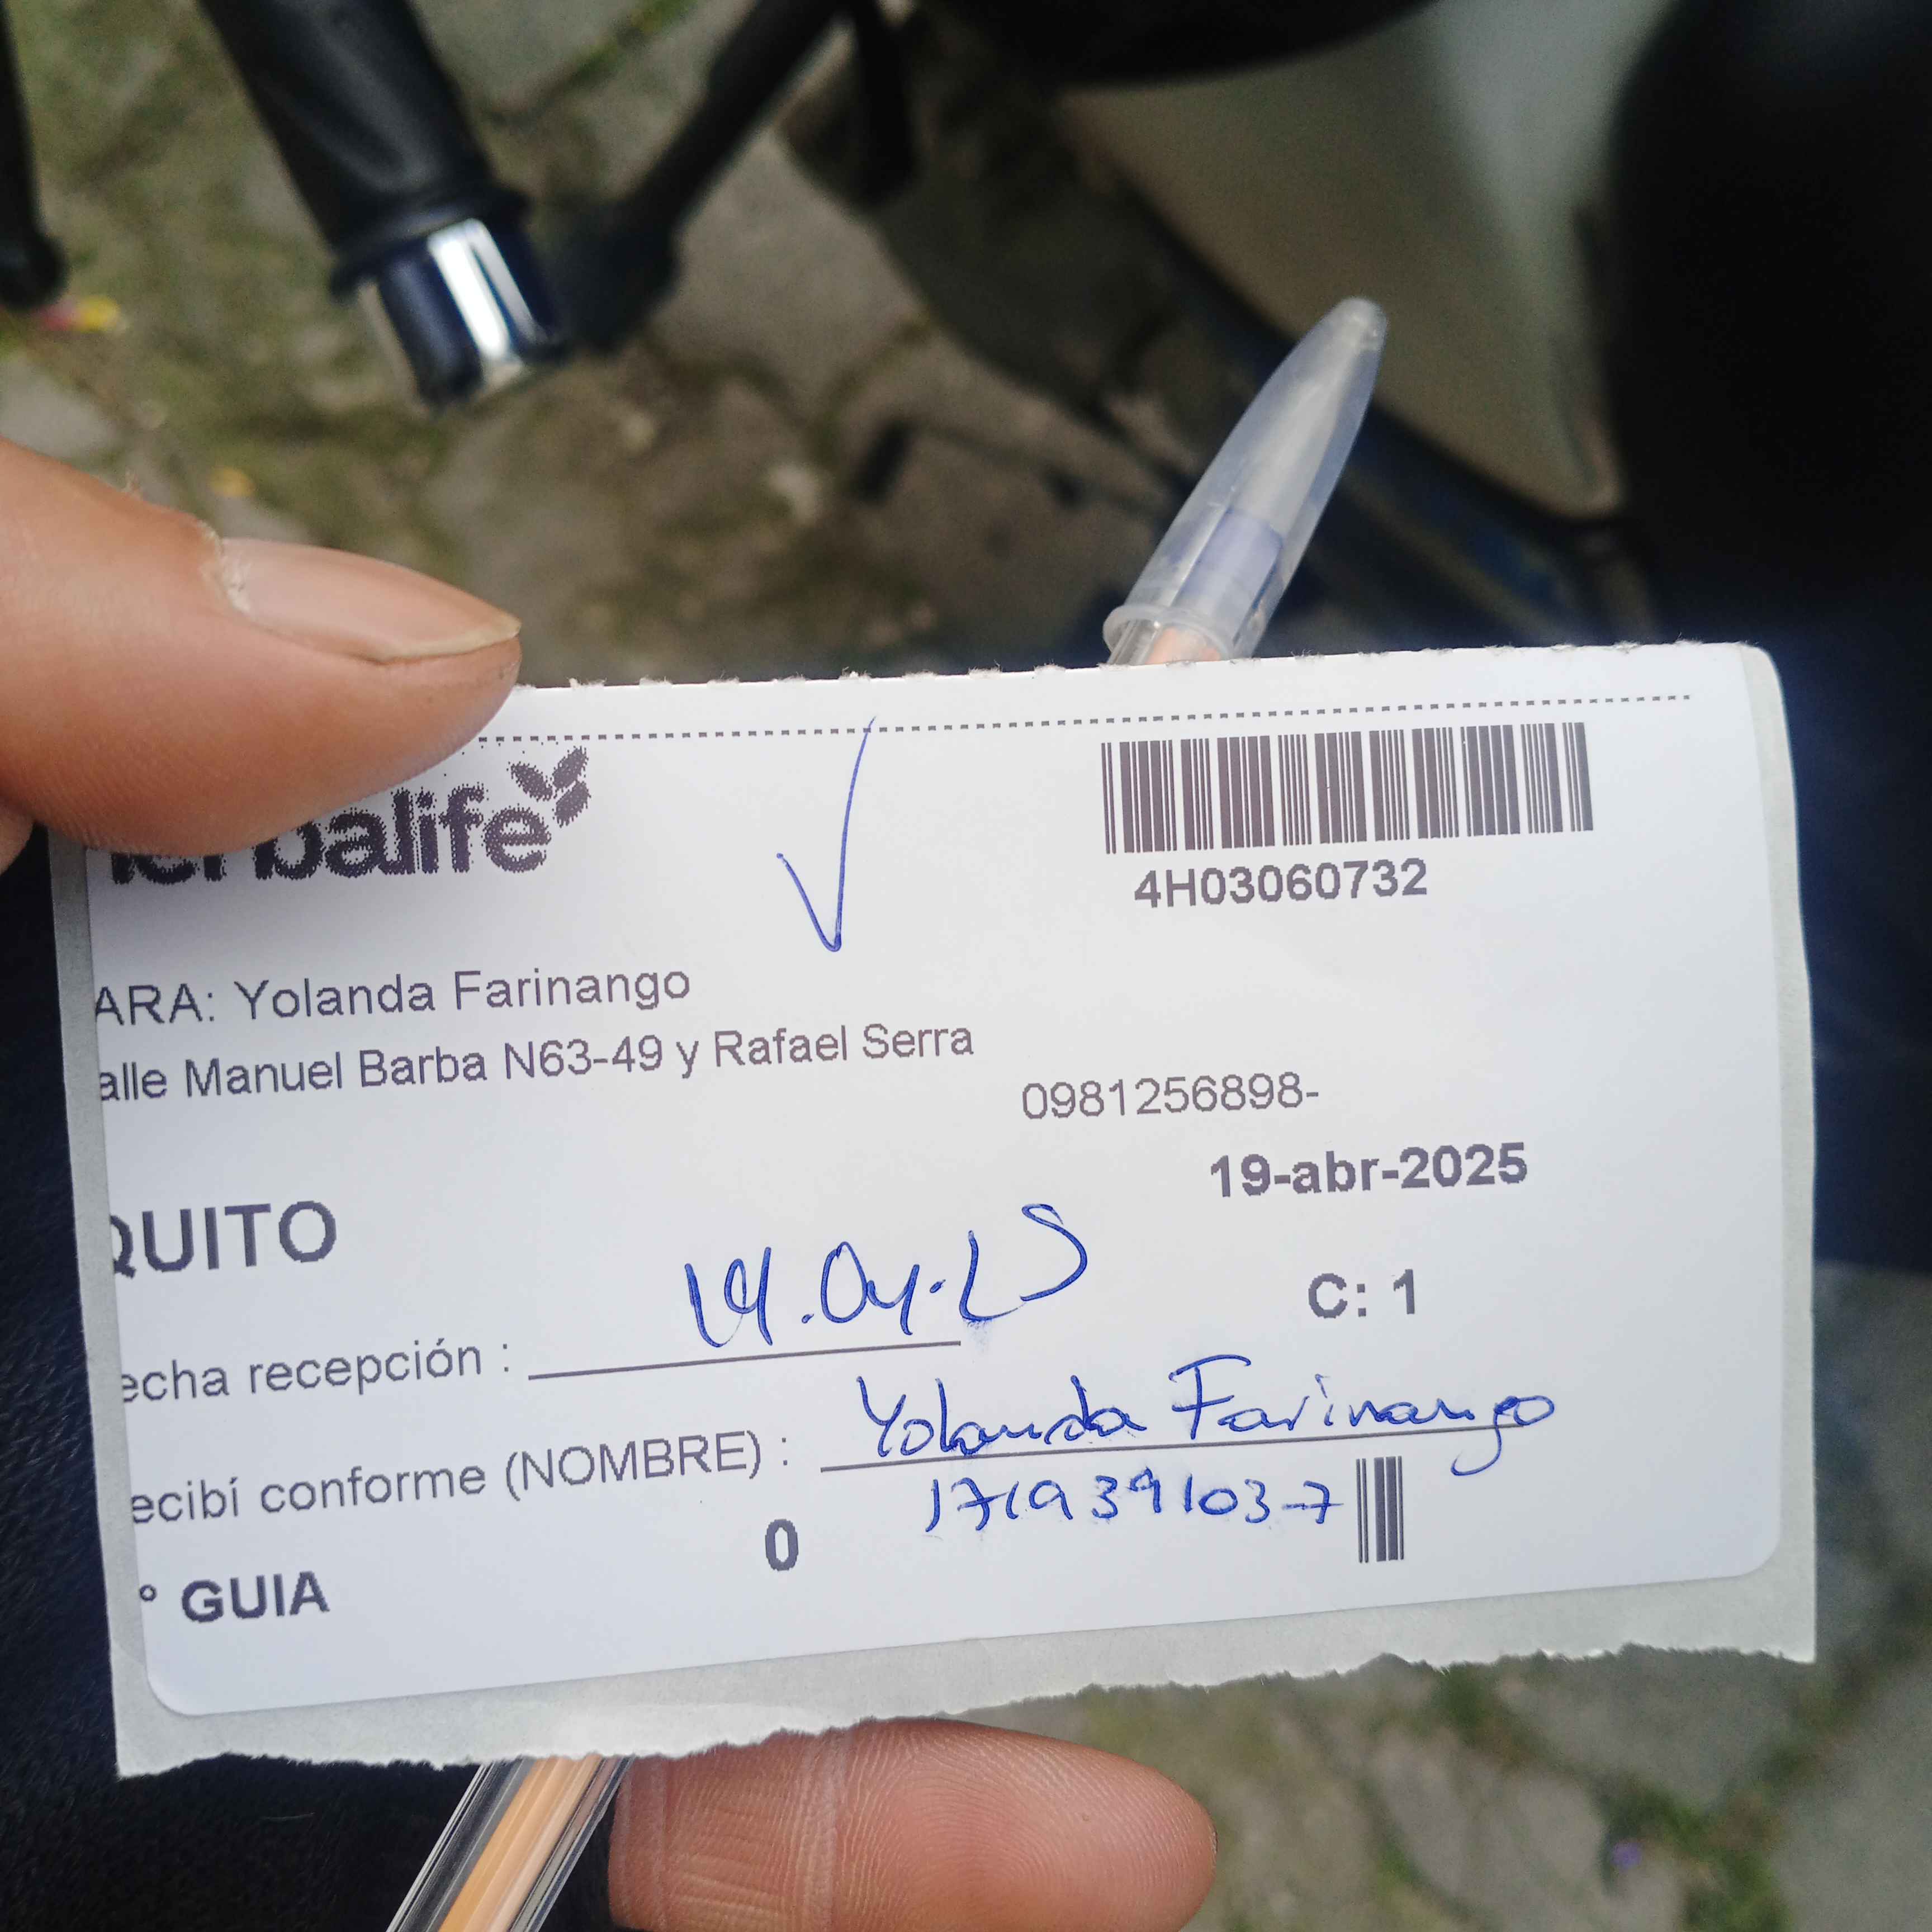 herbalife
4H03060732
ARA: Yolanda Farinango
alle Manuel Barba N63-49 y Rafael Serra
0981256898-
19-abr-2025
QUITO
19.04.25
C: 1
echa recepción :
Yolanda Farinango
ecibí conforme (NOMBRE) :
171939103-7
0
° GUIA